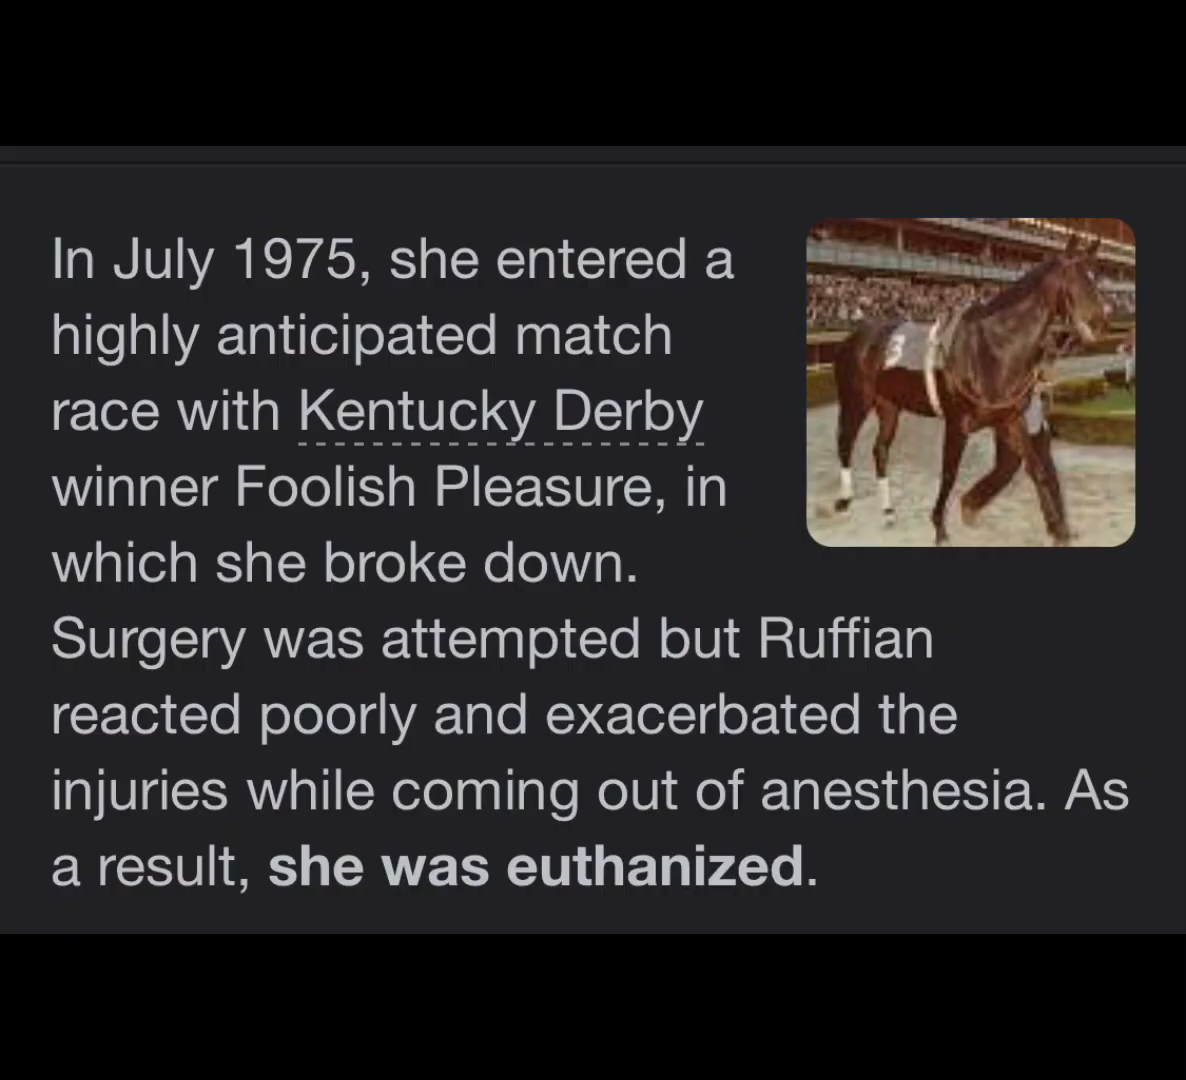 In July 1975, she entered a
highly anticipated match
race with Kentucky Derby
winner Foolish Pleasure, in
which she broke down.
Surgery was attempted but Ruffian
reacted poorly and exacerbated the
injuries while coming out of anesthesia. As
a result, she was euthanized.
3